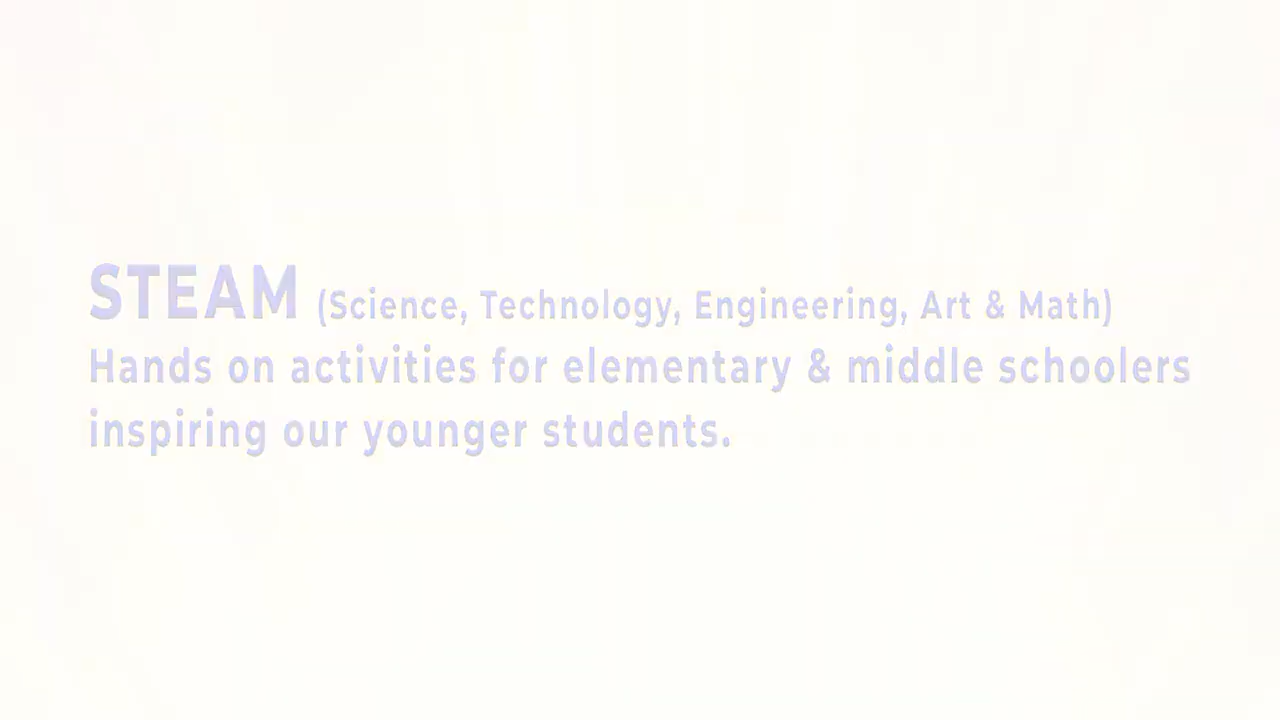 STEAM (Science, Technology, Engineering, Art & Math)
Hands on activities for elementary & middle schoolers
inspiring our younger students.